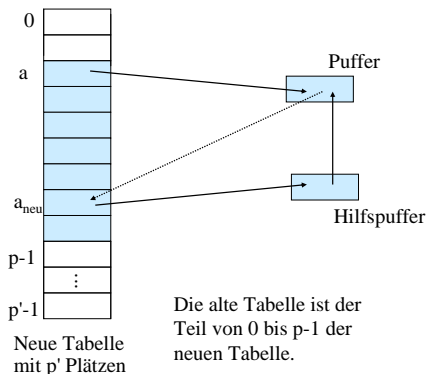 0
a
a_neu
p-1
⋮
p'-1
Neue Tabelle
mit p' Plätzen
Puffer
Hilfspuffer
Die alte Tabelle ist der
Teil von 0 bis p-1 der
neuen Tabelle.